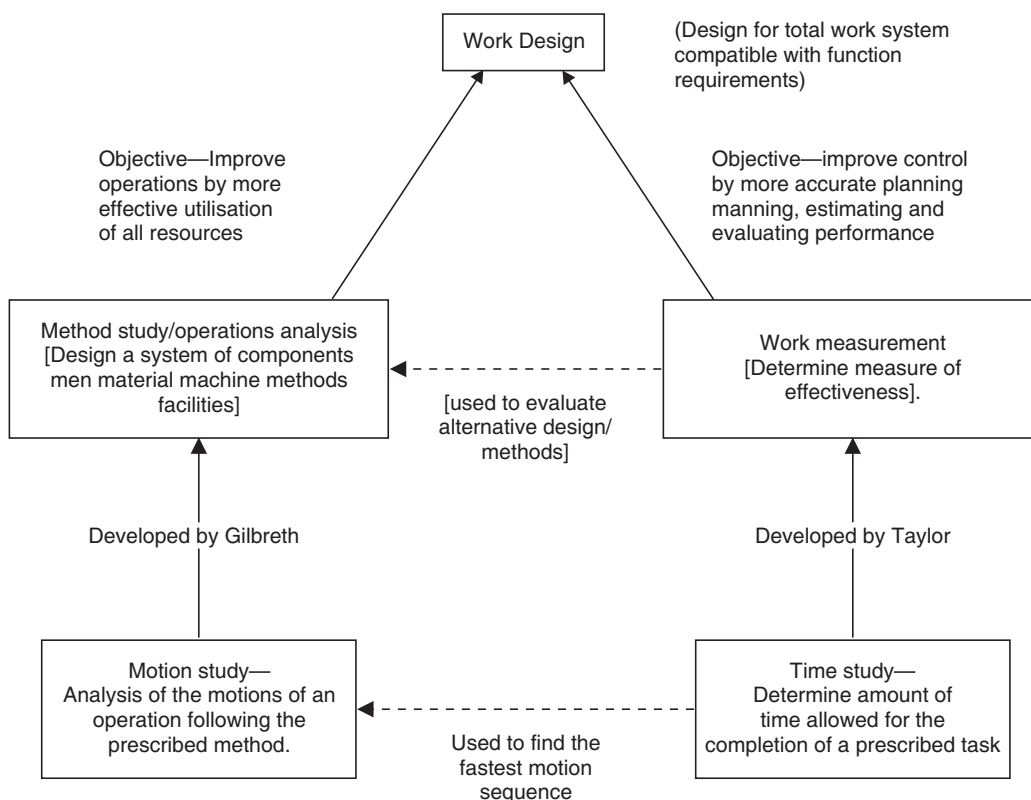 Work Design
(Design for total work system
compatible with function
requirements)
Objective—Improve
operations by more
effective utilisation
of all resources
Objective—improve control
by more accurate planning
manning, estimating and
evaluating performance
Method study/operations analysis
[Design a system of components
men material machine methods
facilities]
Work measurement
[Determine measure of
effectiveness].
[used to evaluate
alternative design/
methods]
Developed by Gilbreth
Developed by Taylor
Motion study—
Analysis of the motions of an
operation following the
prescribed method.
Time study—
Determine amount of
time allowed for the
completion of a prescribed task
Used to find the
fastest motion
sequence